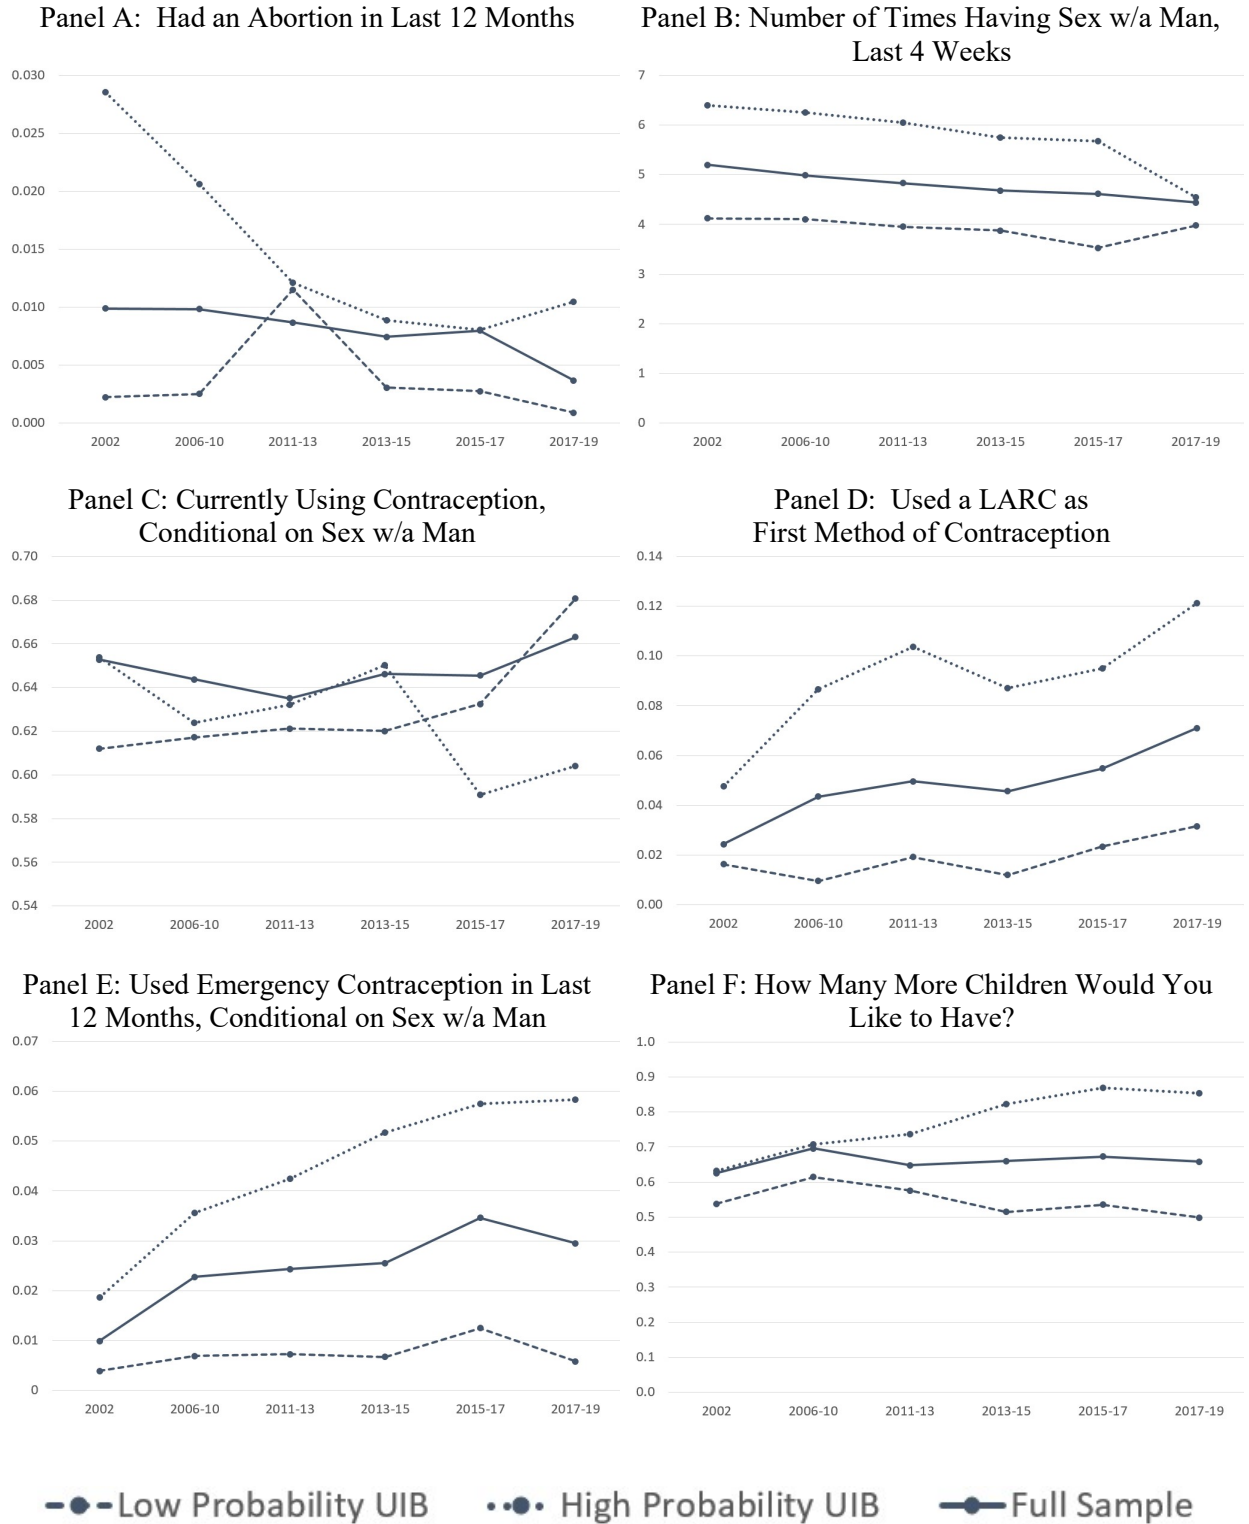 Panel A:  Had an Abortion in Last 12 Months
0.030
0.025
0.020
0.015
0.010
0.005
0.000
2002 2006-10 2011-13 2013-15 2015-17 2017-19
Panel B: Number of Times Having Sex w/a Man,
Last 4 Weeks
7
6
5
4
3
2
1
0
2002 2006-10 2011-13 2013-15 2015-17 2017-19
Panel C: Currently Using Contraception,
Conditional on Sex w/a Man
0.70
0.68
0.66
0.64
0.62
0.60
0.58
0.56
0.54
2002 2006-10 2011-13 2013-15 2015-17 2017-19
Panel D:  Used a LARC as
First Method of Contraception
0.14
0.12
0.10
0.08
0.06
0.04
0.02
0.00
2002 2006-10 2011-13 2013-15 2015-17 2017-19
Panel E: Used Emergency Contraception in Last
12 Months, Conditional on Sex w/a Man
0.07
0.06
0.05
0.04
0.03
0.02
0.01
0
2002 2006-10 2011-13 2013-15 2015-17 2017-19
Panel F: How Many More Children Would You
Like to Have?
1.0
0.9
0.8
0.7
0.6
0.5
0.4
0.3
0.2
0.1
0.0
2002 2006-10 2011-13 2013-15 2015-17 2017-19
Low Probability UIB High Probability UIB Full Sample